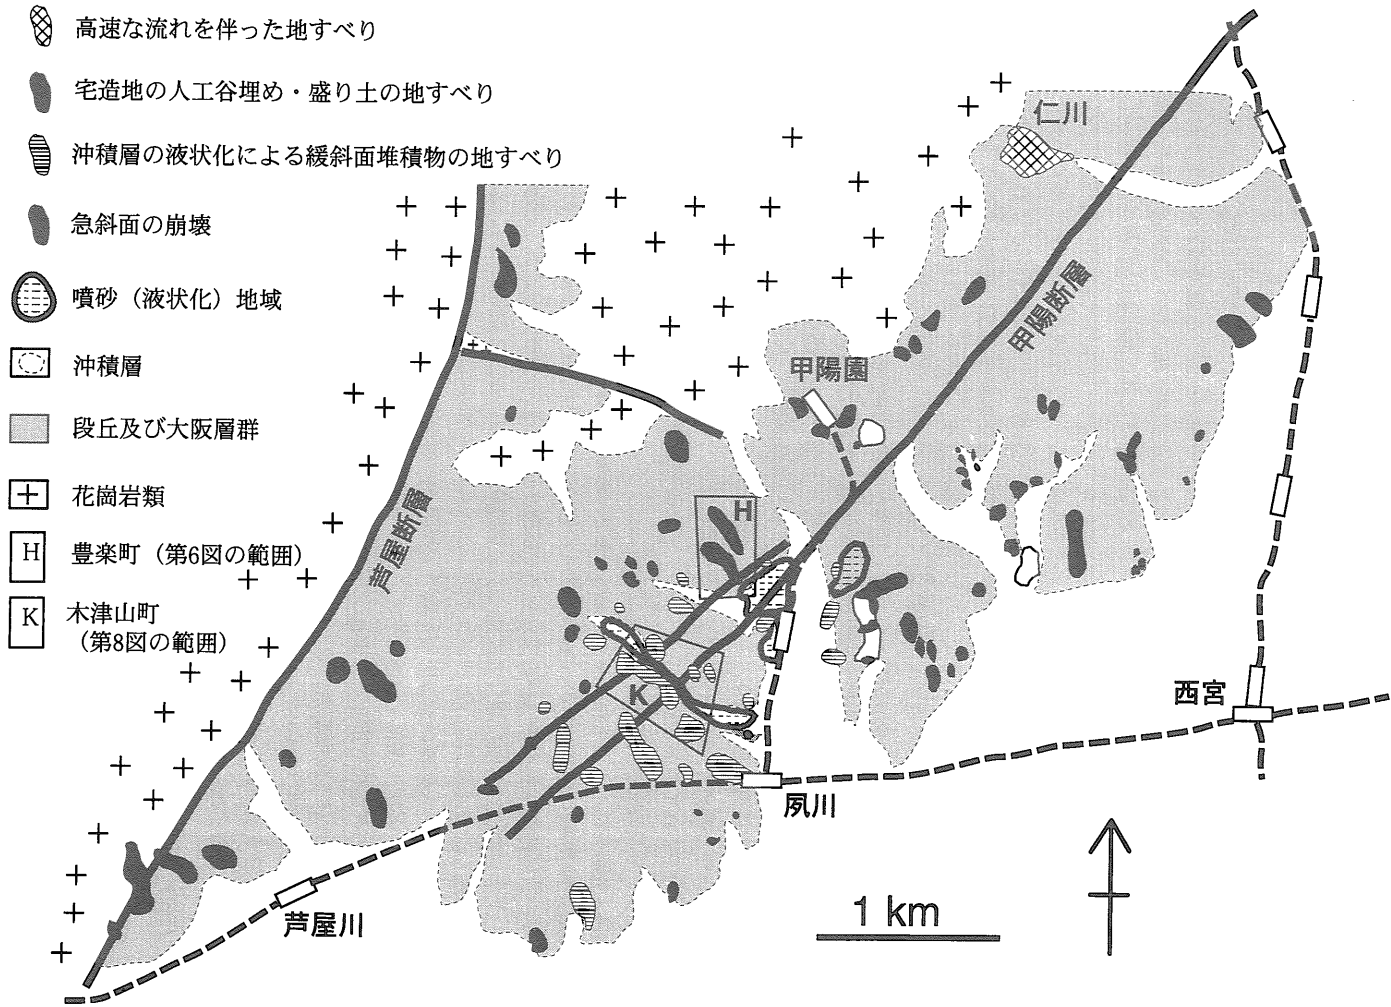 高速な流れを伴った地すべり
宅造地の人工谷埋め・盛り土の地すべり
沖積層の液状化による緩斜面堆積物の地すべり
急斜面の崩壊
噴砂（液状化）地域
沖積層
段丘及び大阪層群
花崗岩類
H 豊楽町（第6図の範囲）
K 木津山町
（第8図の範囲）
仁川
甲陽断層
甲陽園
芦屋断層
H
K
西宮
夙川
芦屋川
1 km